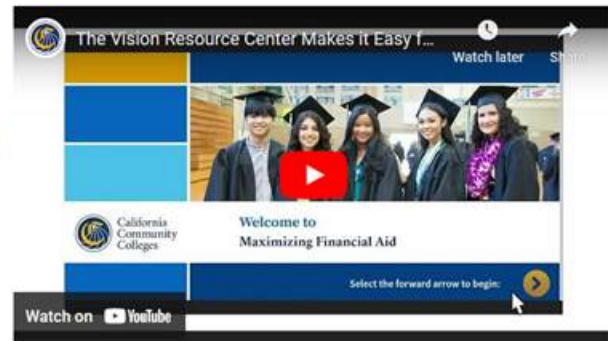 The Vision Resource Center Makes it Easy f...
Watch later
Share
California
Community
Colleges
Welcome to
Maximizing Financial Aid
Select the forward arrow to begin:
Watch on YouTube